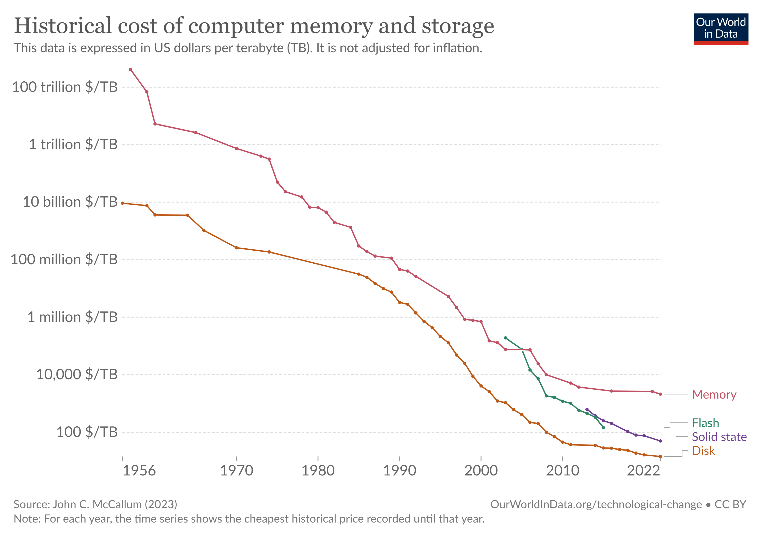 Historical cost of computer memory and storage
This data is expressed in US dollars per terabyte (TB). It is not adjusted for inflation.
Our World
in Data
100 trillion $/TB
1 trillion $/TB
10 billion $/TB
100 million $/TB
1 million $/TB
10,000 $/TB
100 $/TB
Memory
Flash
Solid state
Disk
1956 1970 1980 1990 2000 2010 2022
Source: John C. McCallum (2023)
OurWorldinData.org/technological-change • CC BY
Note: For each year, the time series shows the cheapest historical price recorded until that year.